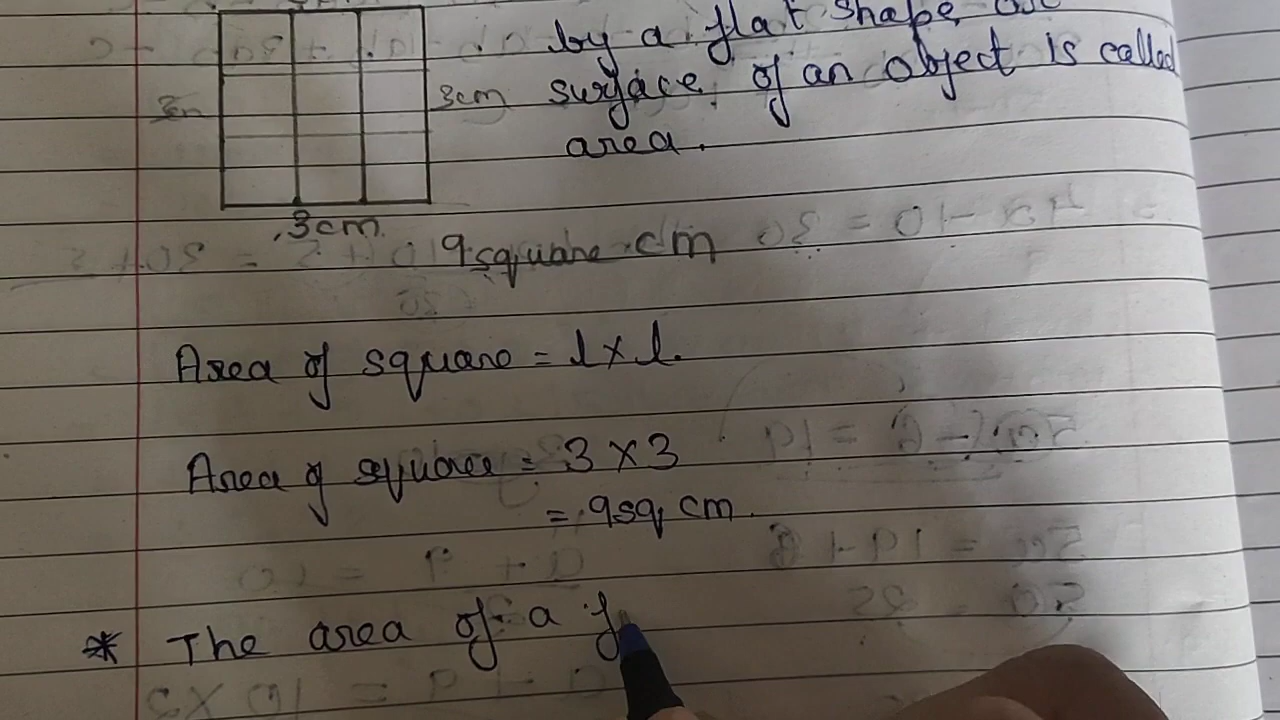 by a flat shape
3cm surface of an object is called
area.
3cm
9 square cm
Area of square = l x l.
Area of square = 3 x 3
= 9 sq cm.
* The area of a f